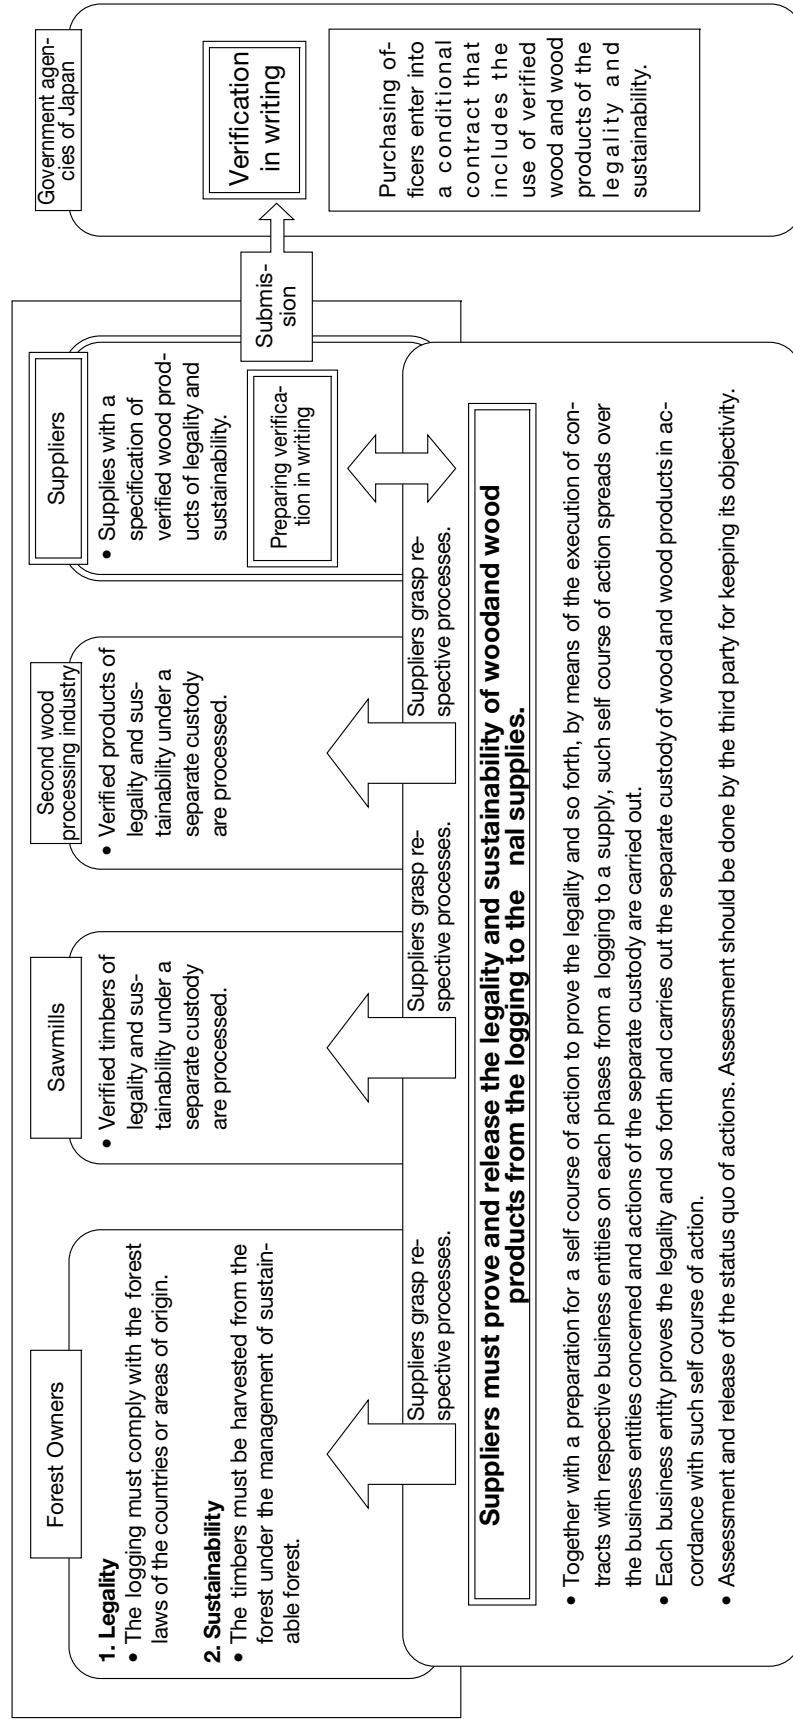 Forest Owners
1. Legality
• The logging must comply with the forest
laws of the countries or areas of origin.
2. Sustainability
• The timbers must be harvested from the
forest under the management of sustain-
able forest.
Sawmills
• Verified timbers of
legality and sus-
tainability under a
separate custody
are processed.
Second wood
processing industry
• Verified products of
legality and sus-
tainability under a
separate custody
are processed.
Suppliers
• Supplies with a
specification of
verified wood prod-
ucts of legality and
sustainability.
Preparing verifica-
tion in writing
Submis-
sion
Government agen-
cies of Japan
Verification
in writing
Purchasing of-
ficers enter into
a conditional
contract that
includes the
use of verified
wood and wood
products of the
legality and
sustainability.
Suppliers grasp re-
spective processes.
Suppliers grasp re-
spective processes.
Suppliers grasp re-
spective processes.
Suppliers grasp re-
spective processes.
Suppliers must prove and release the legality and sustainability of woodand wood
products from the logging to the nal supplies.
• Together with a preparation for a self course of action to prove the legality and so forth, by means of the execution of con-
tracts with respective business entities on each phases from a logging to a supply, such self course of action spreads over
the business entities concerned and actions of the separate custody are carried out.
• Each business entity proves the legality and so forth and carries out the separate custody of wood and wood products in ac-
cordance with such self course of action.
• Assessment and release of the status quo of actions. Assessment should be done by the third party for keeping its objectivity.